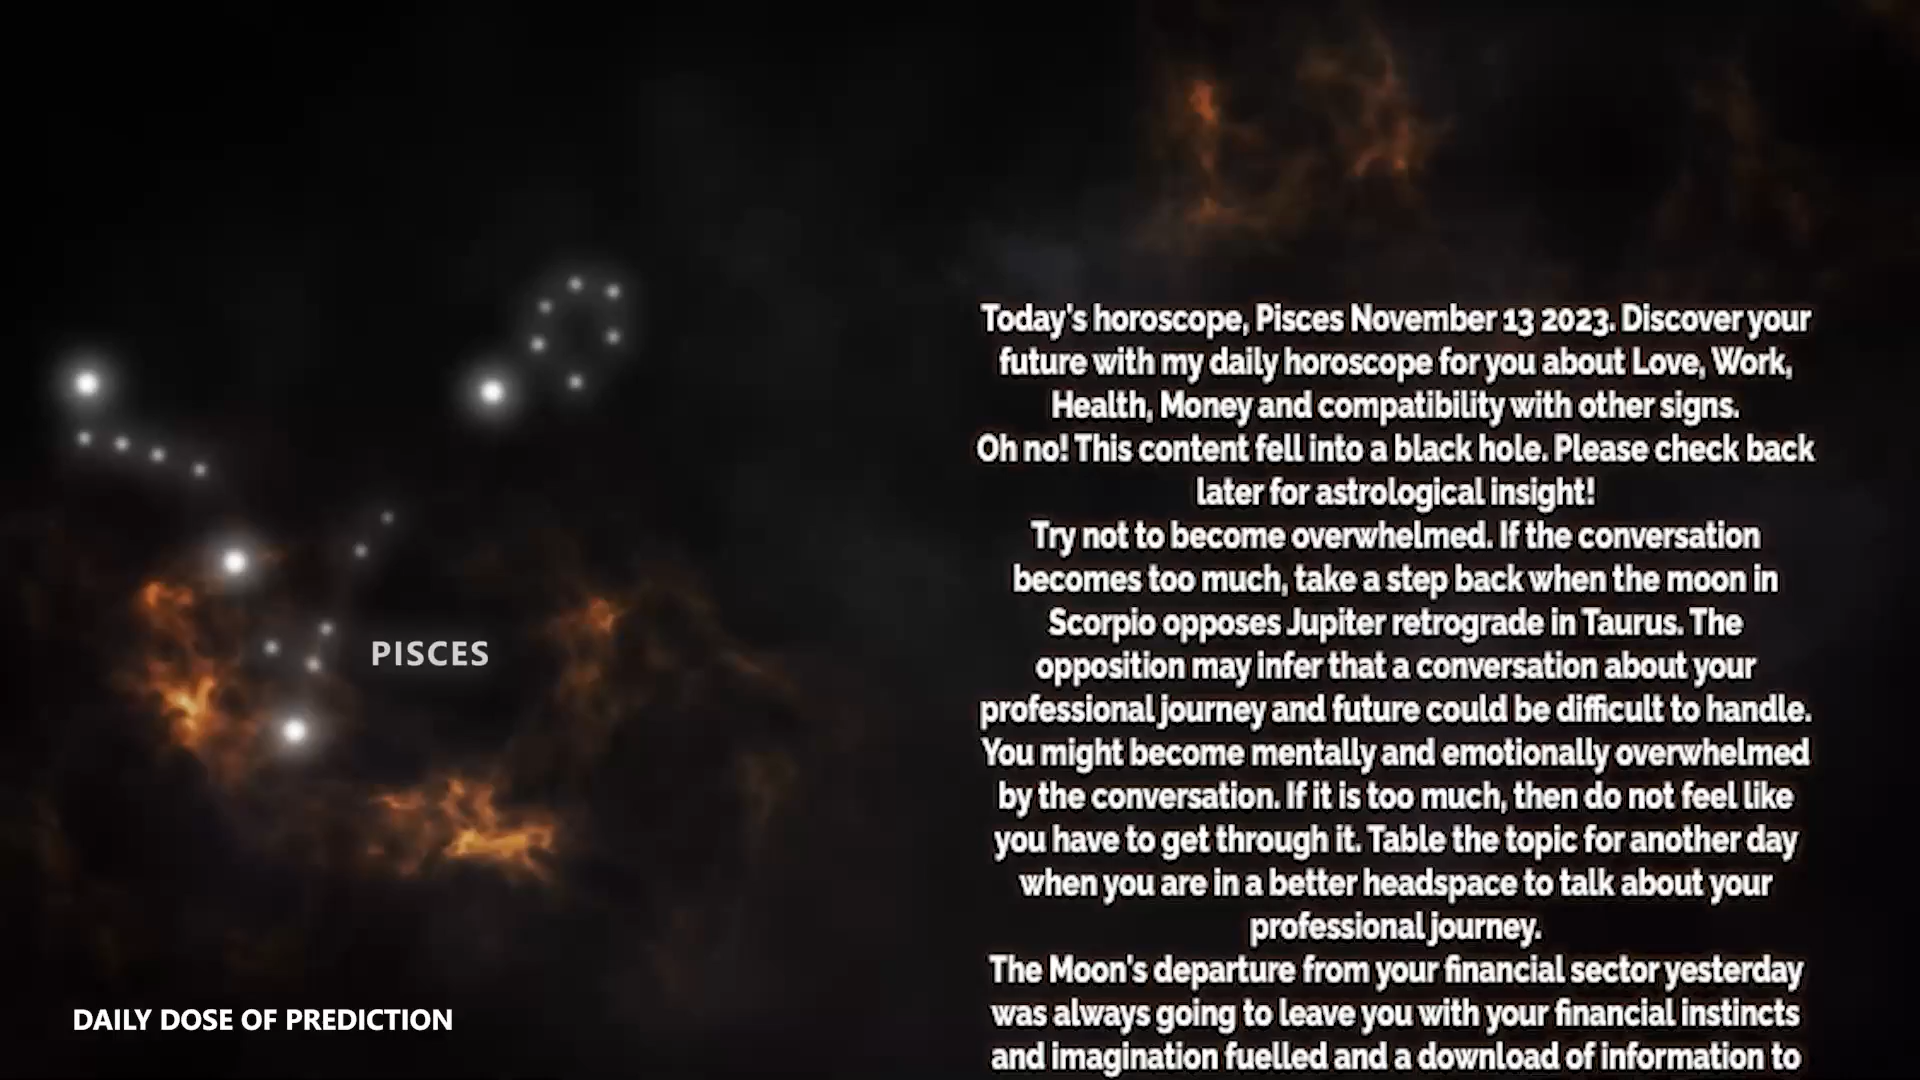 Today's horoscope, Pisces November 13 2023. Discover your
future with my daily horoscope for you about Love, Work,
Health, Money and compatibility with other signs.
Oh no! This content fell into a black hole. Please check back
later for astrological insight!
Try not to become overwhelmed. If the conversation
becomes too much, take a step back when the moon in
Scorpio opposes Jupiter retrograde in Taurus. The
opposition may infer that a conversation about your
professional journey and future could be difficult to handle.
You might become mentally and emotionally overwhelmed
by the conversation. If it is too much, then do not feel like
you have to get through it. Table the topic for another day
when you are in a better headspace to talk about your
professional journey.
The Moon's departure from your financial sector yesterday
was always going to leave you with your financial instincts
and imagination fuelled and a download of information to
PISCES
DAILY DOSE OF PREDICTION